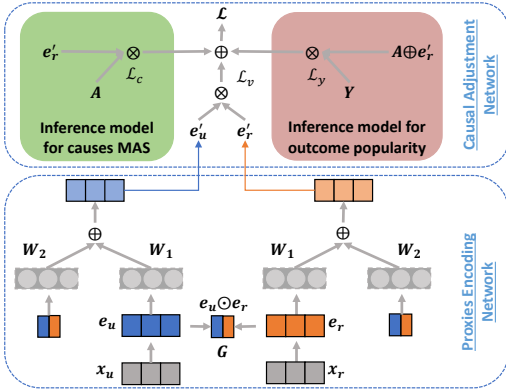 ℒ
e′_r
⊗
⊕
⊗
A⊕e′_r
A
ℒ_c
ℒ_v
ℒ_y
Y
⊗
Inference model
for causes MAS
e′_u
e′_r
Inference model for
outcome popularity
Causal Adjustment
Network
⊕
⊕
W_2
W_1
W_1
W_2
e_u
e_u⊙e_r
e_r
G
x_u
x_r
Proxies Encoding
Network